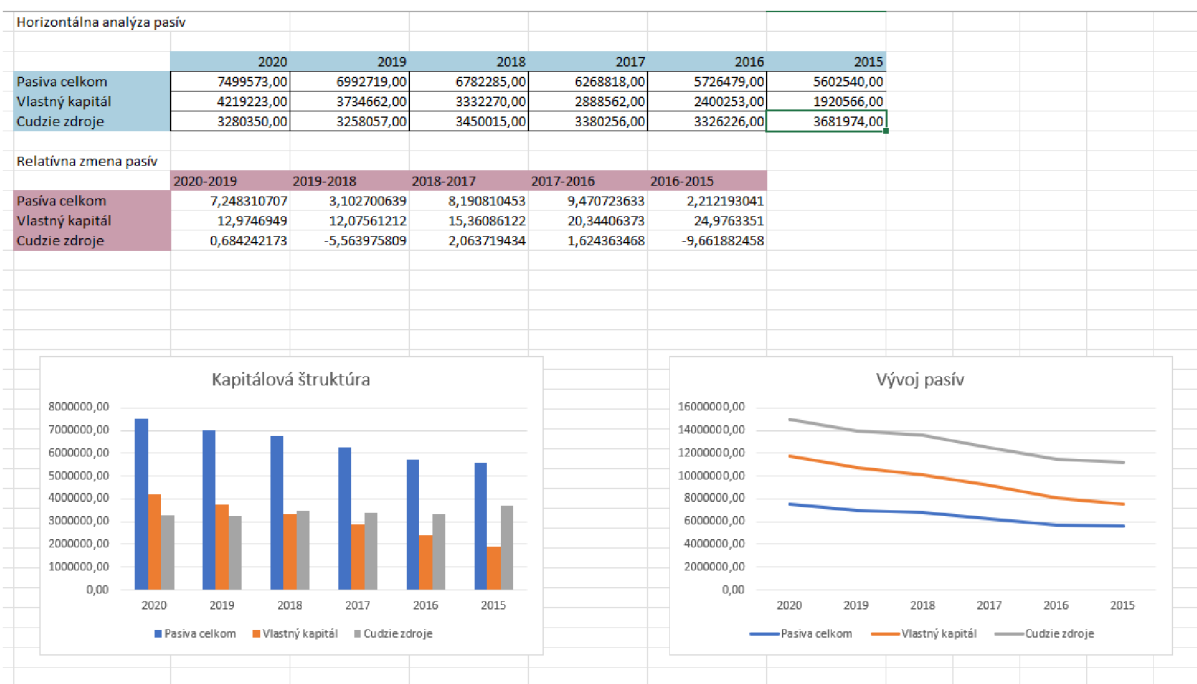 Horizontálna analýza pasív
2020 2019 2018 2017 2016 2015
Pasiva celkom 7499573,00 6992719,00 6782285,00 6268818,00 5726479,00 5602540,00
Vlastný kapitál 4219223,00 3734662,00 3332270,00 2888562,00 2400253,00 1920566,00
Cudzie zdroje 3280350,00 3258057,00 3450015,00 3380256,00 3326226,00 3681974,00
Relatívna zmena pasív
2020-2019 2019-2018 2018-2017 2017-2016 2016-2015
Pasíva celkom 7,248310707 3,102700639 8,190810453 9,470723633 2,212193041
Vlastný kapitál 12,9746949 12,07561212 15,36086122 20,34406373 24,9763351
Cudzie zdroje 0,684242173 -5,563975809 2,063719434 1,624363468 -9,661882458
Kapitálová štruktúra
8000000,00
7000000,00
6000000,00
5000000,00
4000000,00
3000000,00
2000000,00
1000000,00
0,00
2020 2019 2018 2017 2016 2015
Pasiva celkom Vlastný kapitál Cudzie zdroje
Vývoj pasív
16000000,00
14000000,00
12000000,00
10000000,00
8000000,00
6000000,00
4000000,00
2000000,00
0,00
2020 2019 2018 2017 2016 2015
Pasiva celkom Vlastný kapitál Cudzie zdroje